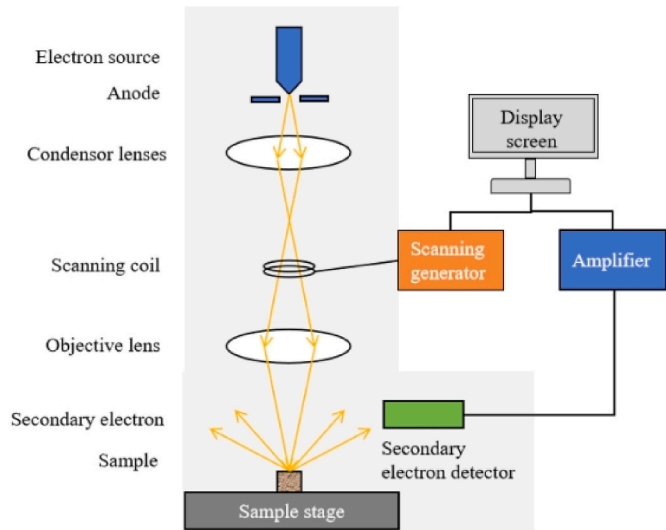 Electron source
Anode
Condensor lenses
Display
screen
Scanning coil
Scanning
generator
Amplifier
Objective lens
Secondary electron
Sample
Secondary
electron detector
Sample stage